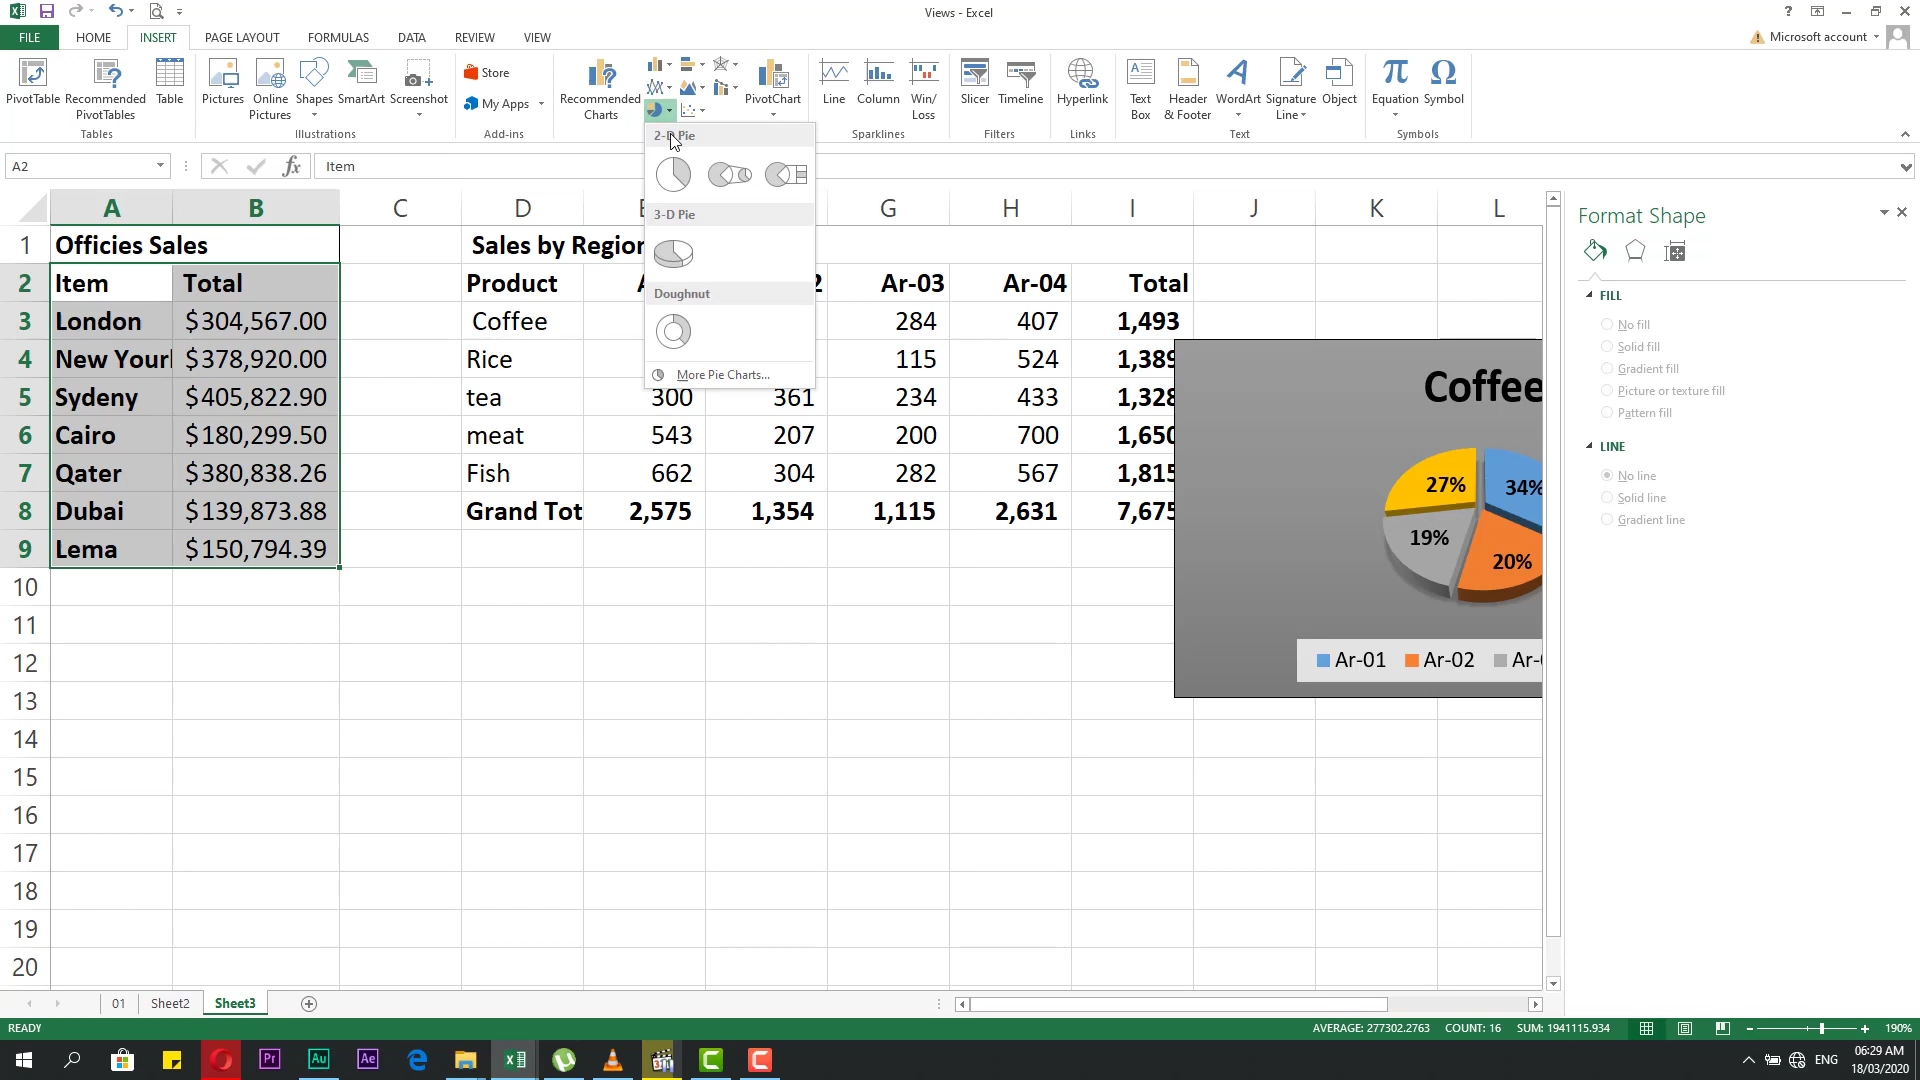 Views - Excel
?
FILE HOME INSERT PAGE LAYOUT FORMULAS DATA REVIEW VIEW
Microsoft account
PivotTable
Recommended PivotTables
Table
Tables
Pictures
Online Pictures
Shapes
SmartArt
Screenshot
Illustrations
Store
My Apps
Add-ins
Recommended Charts
PivotChart
Line
Column
Win/ Loss
Sparklines
Slicer
Timeline
Filters
Hyperlink
Links
Text Box
Header & Footer
WordArt
Signature Line
Object
Text
Equation
Symbol
Symbols
A2
fx
Item
2-D Pie
3-D Pie
Doughnut
More Pie Charts...
A B C D G H I J K L
1 Officies Sales Sales by Region
2 Item Total Product Ar-03 Ar-04 Total
3 London $304,567.00 Coffee 284 407 1,493
4 New Your $378,920.00 Rice 115 524 1,389
5 Sydeny $405,822.90 tea 300 361 234 433 1,328
6 Cairo $180,299.50 meat 543 207 200 700 1,650
7 Qater $380,838.26 Fish 662 304 282 567 1,815
8 Dubai $139,873.88 Grand Tot 2,575 1,354 1,115 2,631 7,675
9 Lema $150,794.39
10
11
12
13
14
15
16
17
18
19
20
Coffee
27% 34%
19% 20%
Ar-01 Ar-02 Ar-
Format Shape
FILL
No fill
Solid fill
Gradient fill
Picture or texture fill
Pattern fill
LINE
No line
Solid line
Gradient line
01 Sheet2 Sheet3
READY
AVERAGE: 277302.2763 COUNT: 16 SUM: 1941115.934
190%
Pr Au Ae
ENG
06:29 AM
18/03/2020